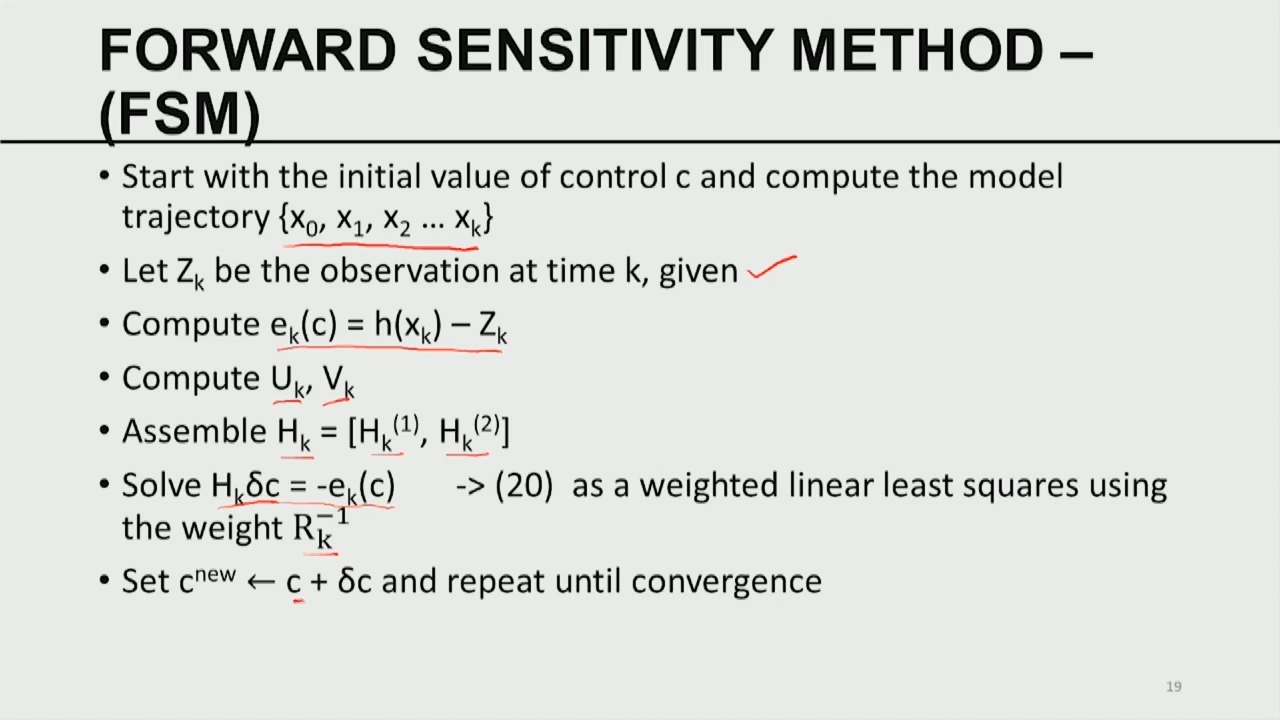 FORWARD SENSITIVITY METHOD –
(FSM)
• Start with the initial value of control c and compute the model
trajectory {x₀, x₁, x₂ ... xₖ}
• Let Zₖ be the observation at time k, given
• Compute eₖ(c) = h(xₖ) – Zₖ
• Compute Uₖ, Vₖ
• Assemble Hₖ = [Hₖ⁽¹⁾, Hₖ⁽²⁾]
• Solve Hₖδc = -eₖ(c) -> (20) as a weighted linear least squares using
the weight Rₖ⁻¹
• Set cⁿᵉʷ ← c + δc and repeat until convergence
19